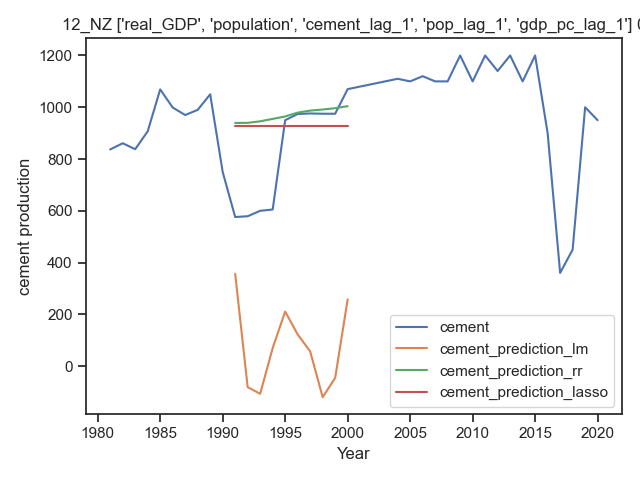 12_NZ ['real_GDP', 'population', 'cement_lag_1', 'pop_lag_1', 'gdp_pc_lag_1']
1200
1000
800
600
400
200
0
cement production
cement
cement_prediction_lm
cement_prediction_rr
cement_prediction_lasso
1980 1985 1990 1995 2000 2005 2010 2015 2020
Year